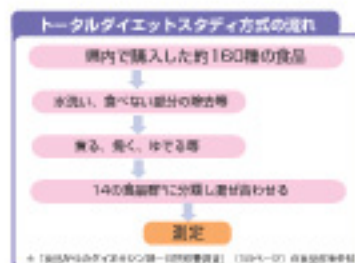 トータルダイエットスタディ方式の流れ
県内で購入した約160種の食品
水洗い、食べない部分の除去等
煮る、焼く、ゆでる等
14の食品群*に分類し混ぜ合わせる
測定